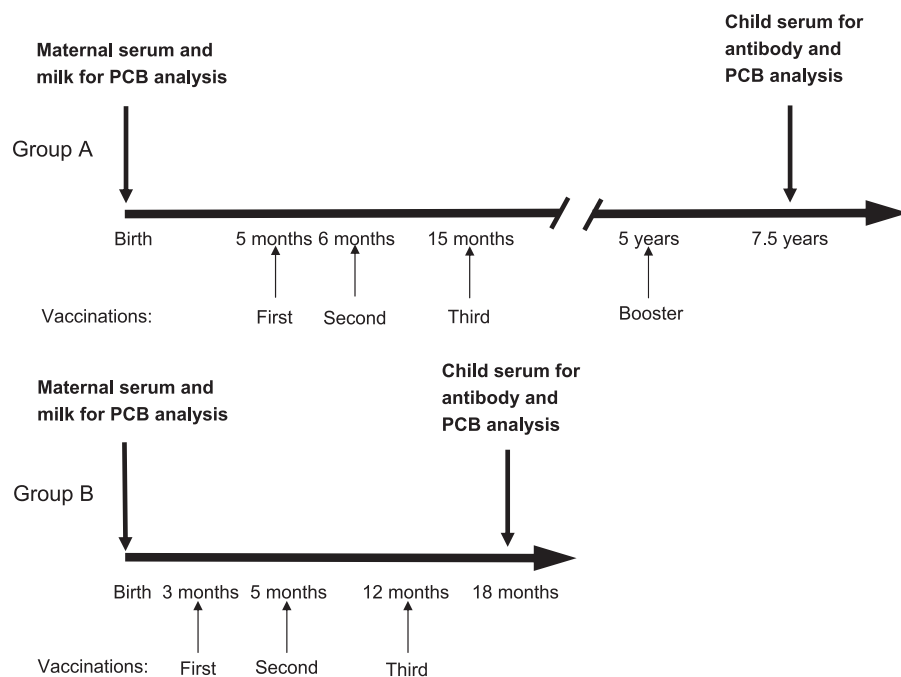 Maternal serum and
milk for PCB analysis
Child serum for
antibody and
PCB analysis
Group A
Birth 5 months 6 months 15 months 5 years 7.5 years
Vaccinations: First Second Third Booster
Maternal serum and
milk for PCB analysis
Child serum for
antibody and
PCB analysis
Group B
Birth 3 months 5 months 12 months 18 months
Vaccinations: First Second Third